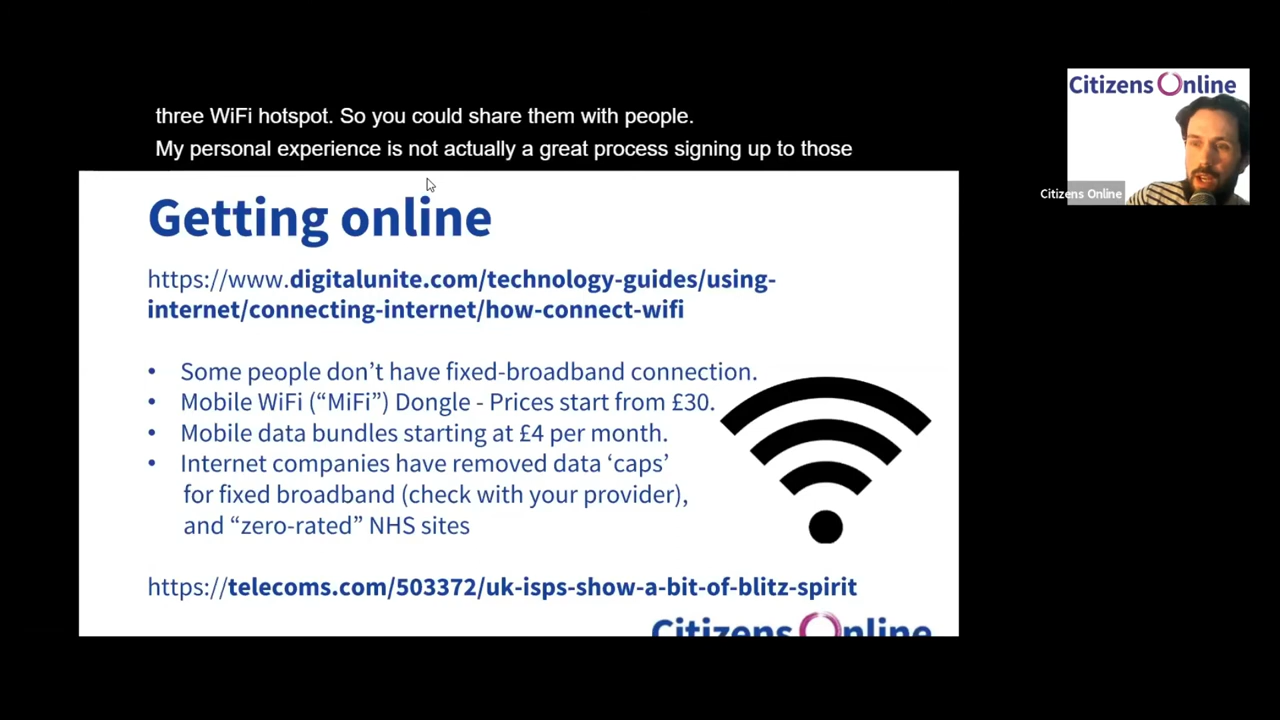 three WiFi hotspot. So you could share them with people.
My personal experience is not actually a great process signing up to those
Citizens Online
Citizens Online
Getting online
https://www.digitalunite.com/technology-guides/using-
internet/connecting-internet/how-connect-wifi
• Some people don’t have fixed-broadband connection.
• Mobile WiFi (“MiFi”) Dongle - Prices start from £30.
• Mobile data bundles starting at £4 per month.
• Internet companies have removed data ‘caps’
for fixed broadband (check with your provider),
and “zero-rated” NHS sites
https://telecoms.com/503372/uk-isps-show-a-bit-of-blitz-spirit
Citizens Online